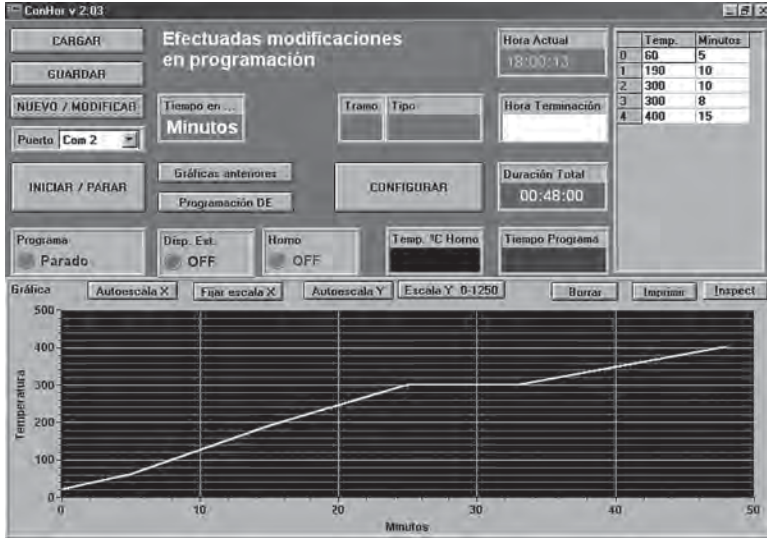 ConHor v 2.03
CARGAR
GUARDAR
NUEVO / MODIFICAR
Puerto Com 2
INICIAR / PARAR
Efectuadas modificaciones
en programación
Tiempo en ...
Minutos
Tramo Tipo
Gráficas anteriores
Programación DE
CONFIGURAR
Hora Actual
18:00:13
Hora Terminación
Duración Total
00:48:00
Temp. Minutos
0 60 5
1 190 10
2 300 10
3 300 8
4 400 15
Programa
Parado
Disp. Ext.
OFF
Horno
OFF
Temp. ºC Horno
Tiempo Programa
Gráfica
Autoescala X
Fijar escala X
Autoescala Y
Escala Y 0-1250
Borrar
Imprimir
Inspect
500
400
300
200
100
0
Temperatura
0 10 20 30 40 50
Minutos